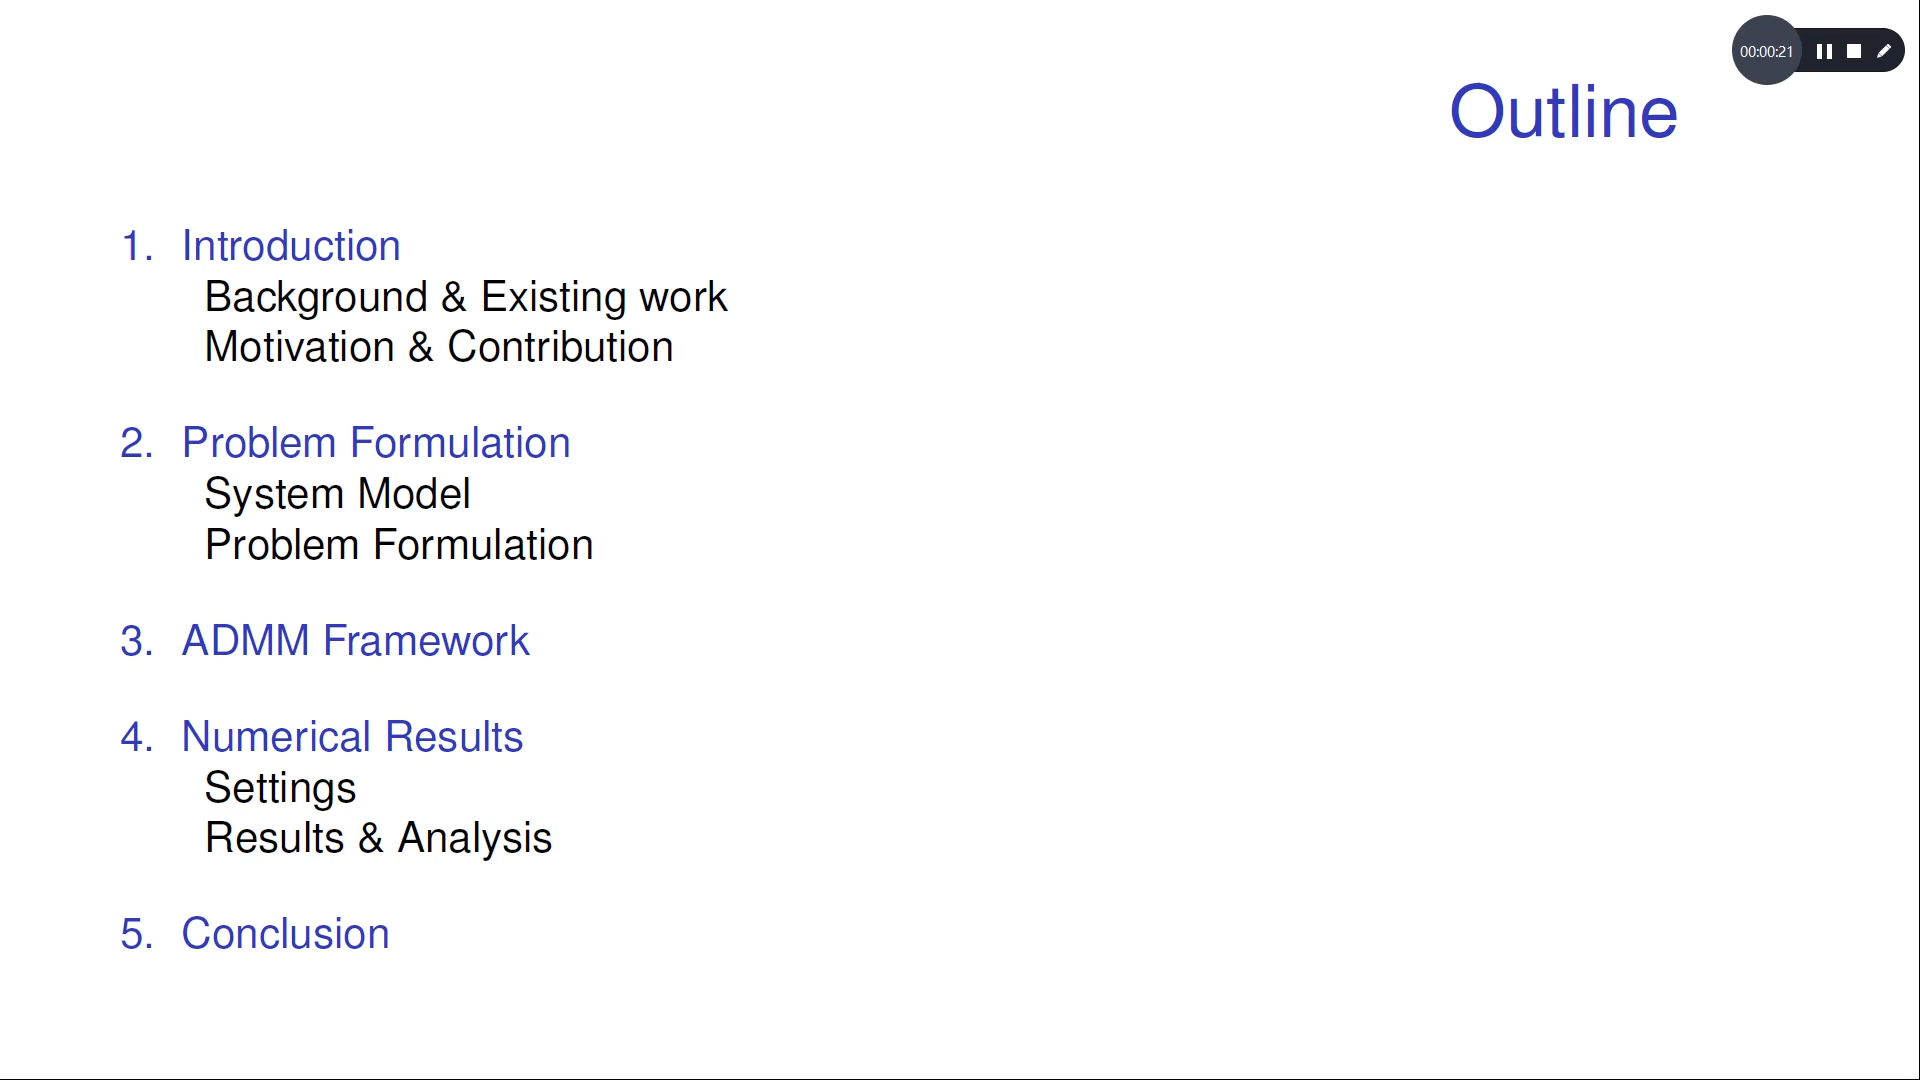 00:00:21
Outline
1. Introduction
Background & Existing work
Motivation & Contribution
2. Problem Formulation
System Model
Problem Formulation
3. ADMM Framework
4. Numerical Results
Settings
Results & Analysis
5. Conclusion